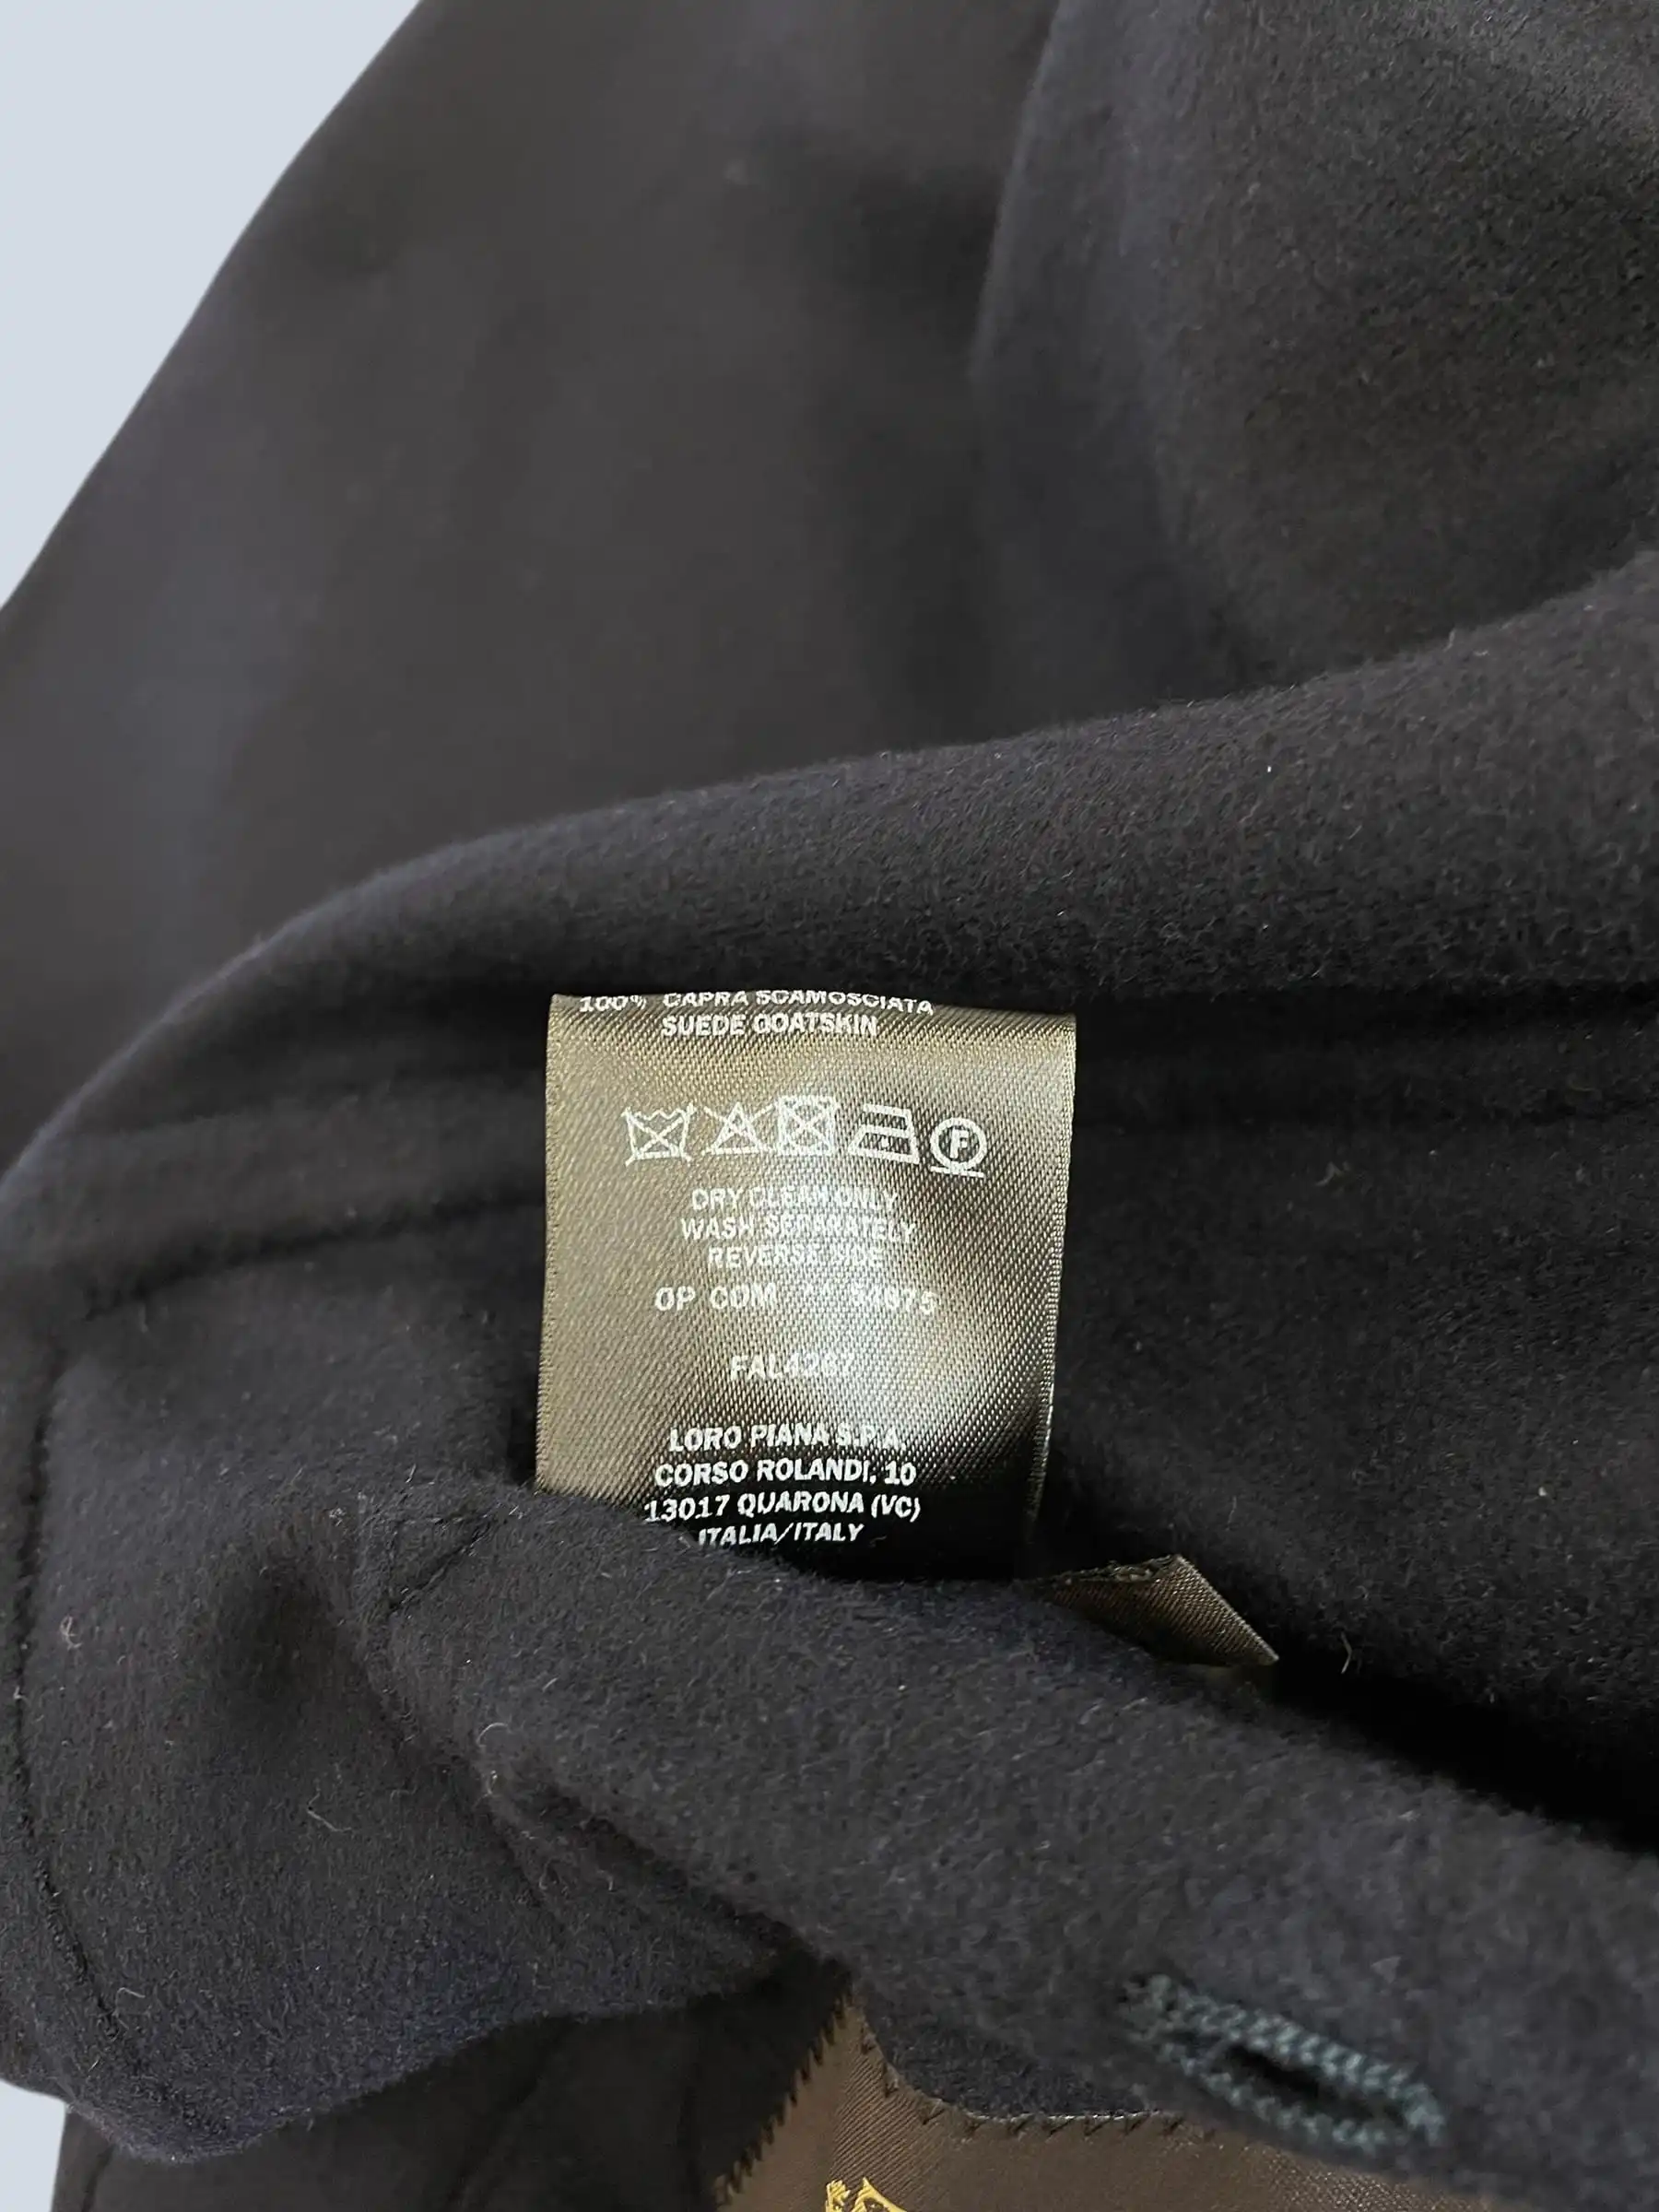 100% CAPRA SCAMOSCIATA
SUEDE GOATSKIN
F
DRY CLEAN ONLY
WASH SEPARATELY
REVERSE SIDE
OP COM
LORO PIANA S.P.A.
CORSO ROLANDI, 10
13017 QUARONA (VC)
ITALIA/ITALY